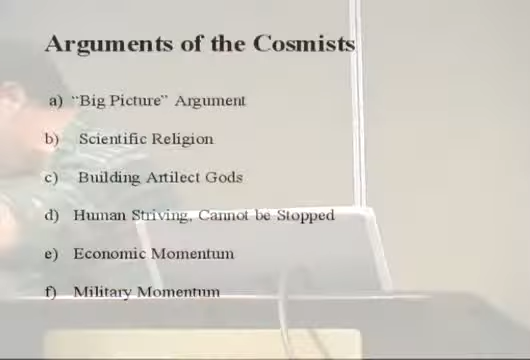 Arguments of the Cosmists
a) "Big Picture" Argument
b) Scientific Religion
c) Building Artilect Gods
d) Human Striving, Cannot be Stopped
e) Economic Momentum
f) Military Momentum